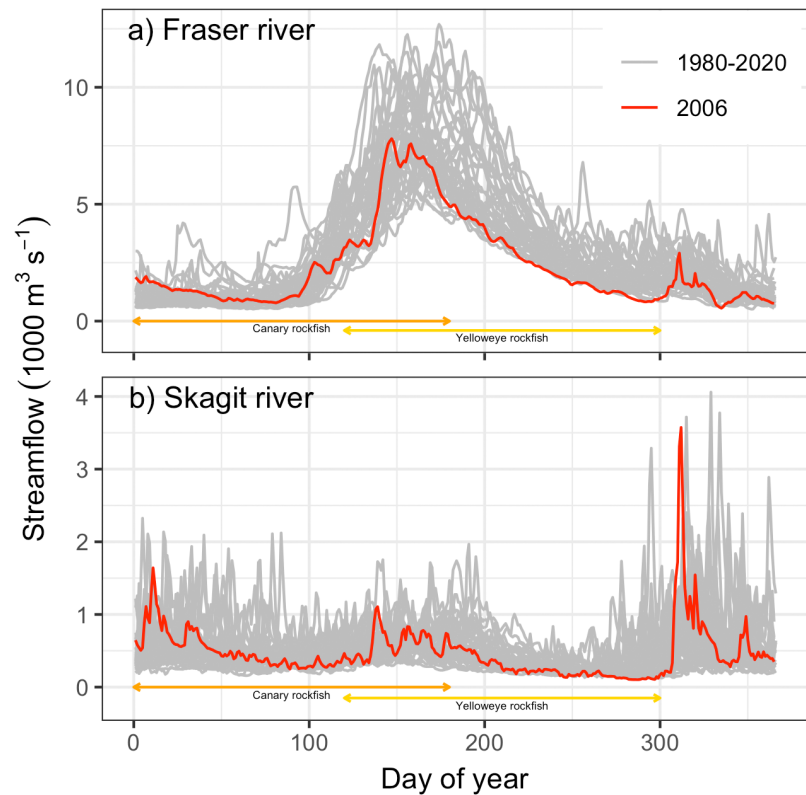 a) Fraser river
1980-2020
2006
10
5
0
Canary rockfish
Yelloweye rockfish
Streamflow (1000 m³ s⁻¹)
b) Skagit river
4
3
2
1
0
Canary rockfish
Yelloweye rockfish
0 100 200 300
Day of year